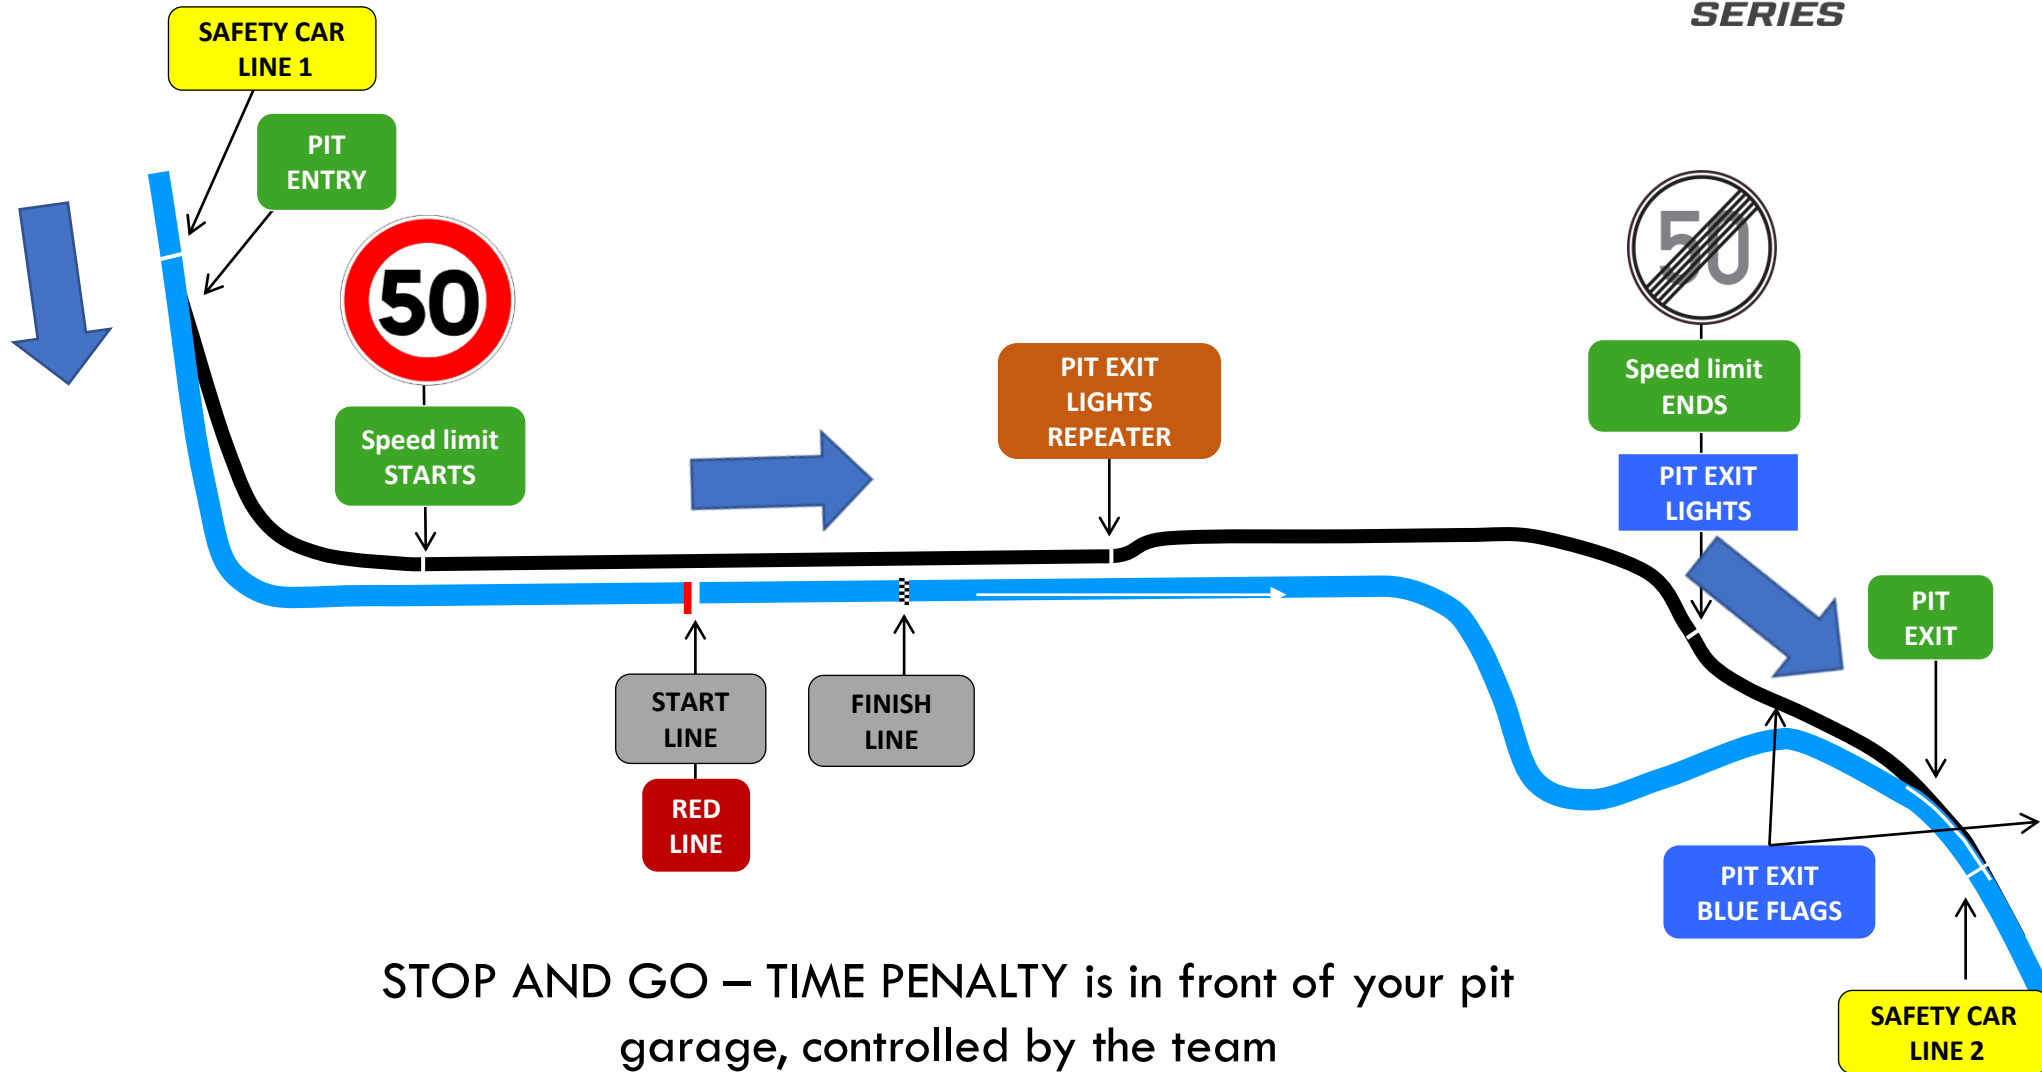 SERIES
SAFETY CAR
LINE 1
PIT
ENTRY
50
Speed limit
STARTS
PIT EXIT
LIGHTS
REPEATER
50
Speed limit
ENDS
PIT EXIT
LIGHTS
PIT
EXIT
START
LINE
FINISH
LINE
RED
LINE
PIT EXIT
BLUE FLAGS
SAFETY CAR
LINE 2
STOP AND GO – TIME PENALTY is in front of your pit
garage, controlled by the team